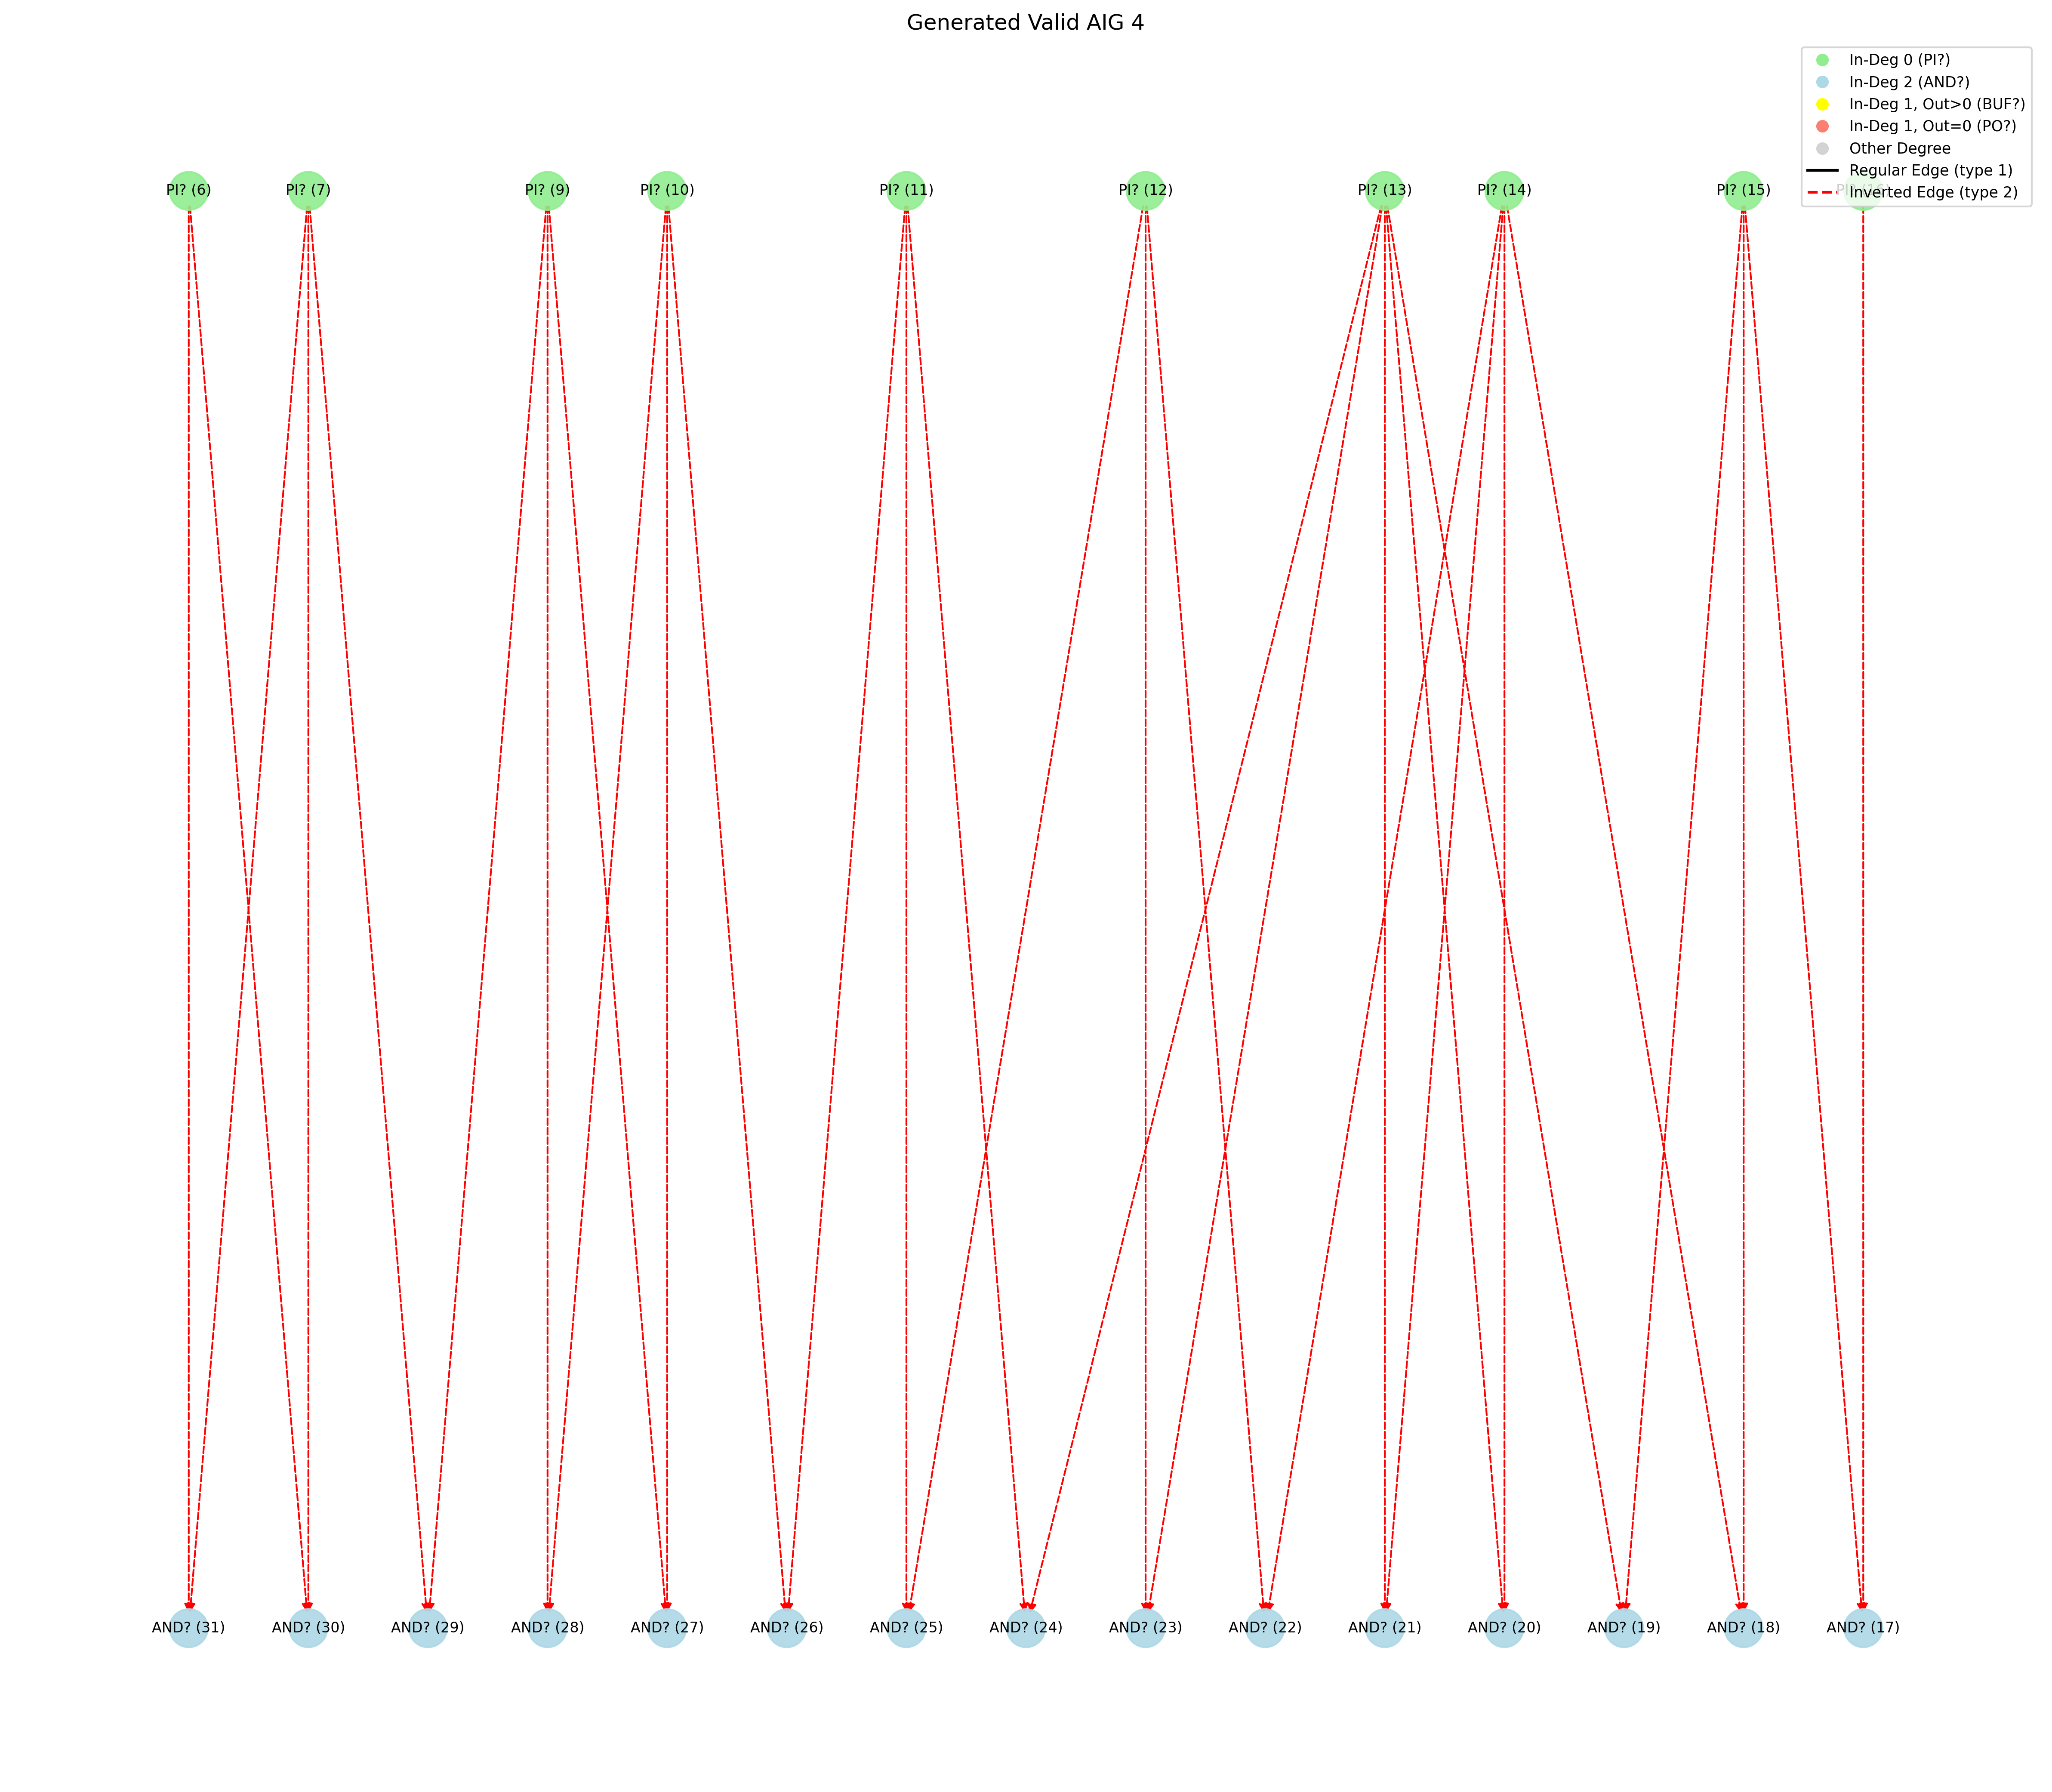 Generated Valid AIG 4
In-Deg 0 (PI?)
In-Deg 2 (AND?)
In-Deg 1, Out>0 (BUF?)
In-Deg 1, Out=0 (PO?)
Other Degree
Regular Edge (type 1)
Inverted Edge (type 2)
PI? (6) PI? (7) PI? (9) PI? (10) PI? (11) PI? (12) PI? (13) PI? (14) PI? (15) PI? (16)
AND? (31) AND? (30) AND? (29) AND? (28) AND? (27) AND? (26) AND? (25) AND? (24) AND? (23) AND? (22) AND? (21) AND? (20) AND? (19) AND? (18) AND? (17)